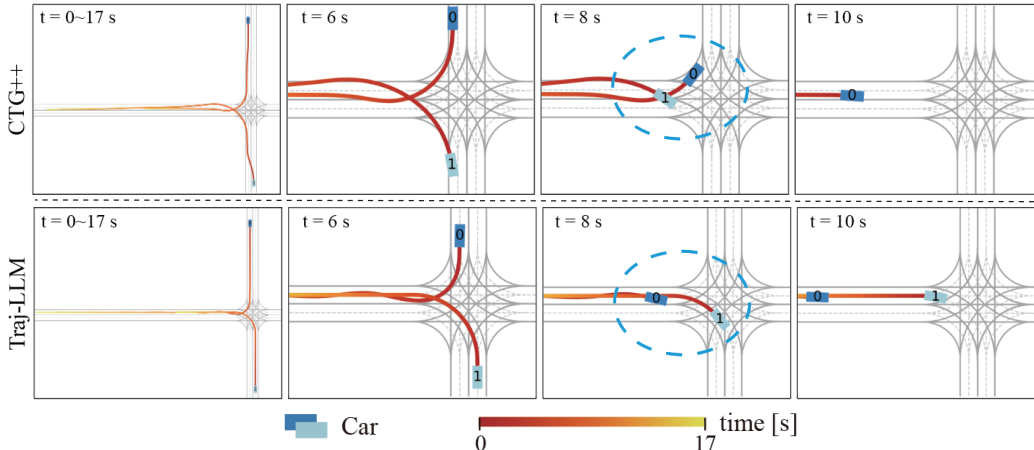 CTG++
t = 0~17 s
t = 6 s
t = 8 s
t = 10 s
0
1
0
1
0
Traj-LLM
t = 0~17 s
t = 6 s
t = 8 s
t = 10 s
0
1
0
1
0
1
Car
time [s]
0
17